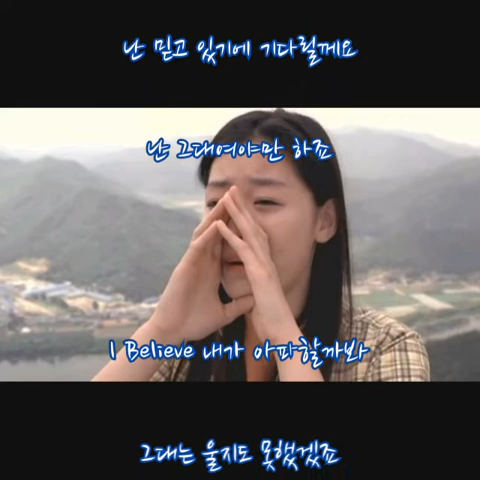 난 믿고 있기에 기다릴께요
난 그대여야만 하죠
I Believe 내가 아파할까봐
그대는 울지도 못했겠죠